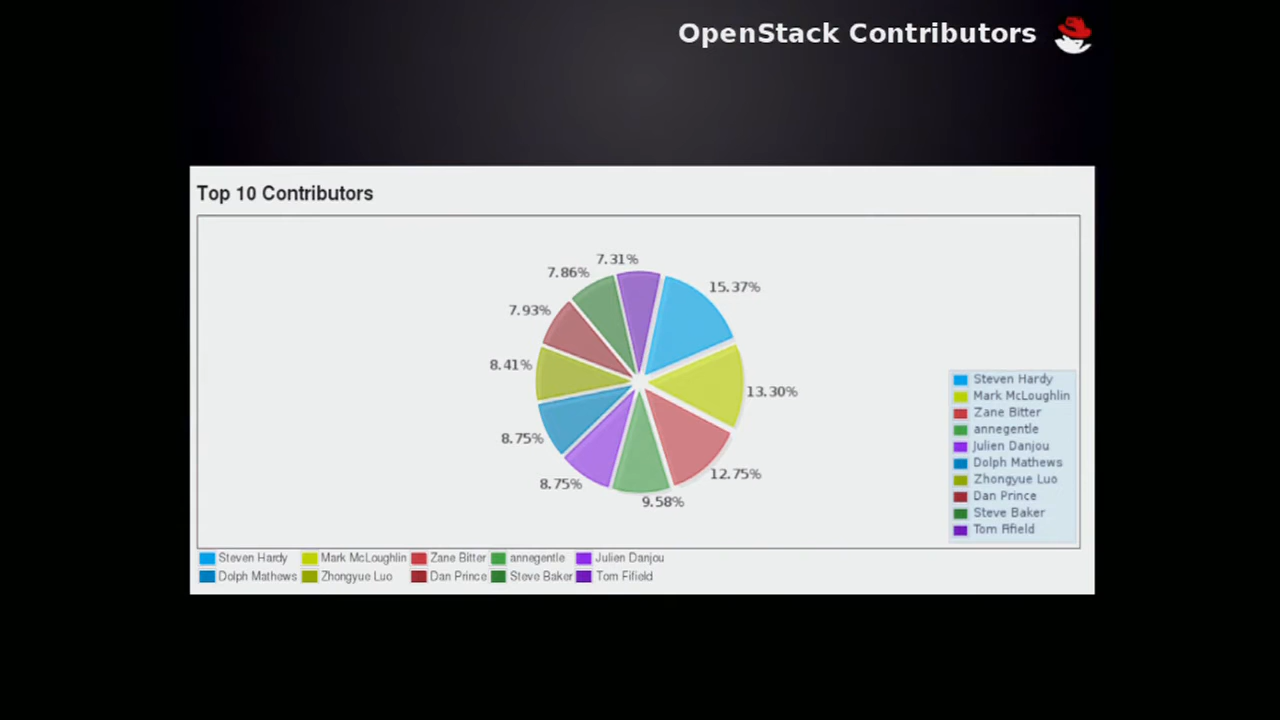 OpenStack Contributors
Top 10 Contributors
7.31%
7.86%
15.37%
7.93%
8.41%
13.30%
8.75%
12.75%
8.75%
9.58%
Steven Hardy
Mark McLoughlin
Zane Bitter
annegentle
Julien Danjou
Dolph Mathews
Zhongyue Luo
Dan Prince
Steve Baker
Tom Fifield
Steven Hardy Mark McLoughlin Zane Bitter annegentle Julien Danjou
Dolph Mathews Zhongyue Luo Dan Prince Steve Baker Tom Fifield